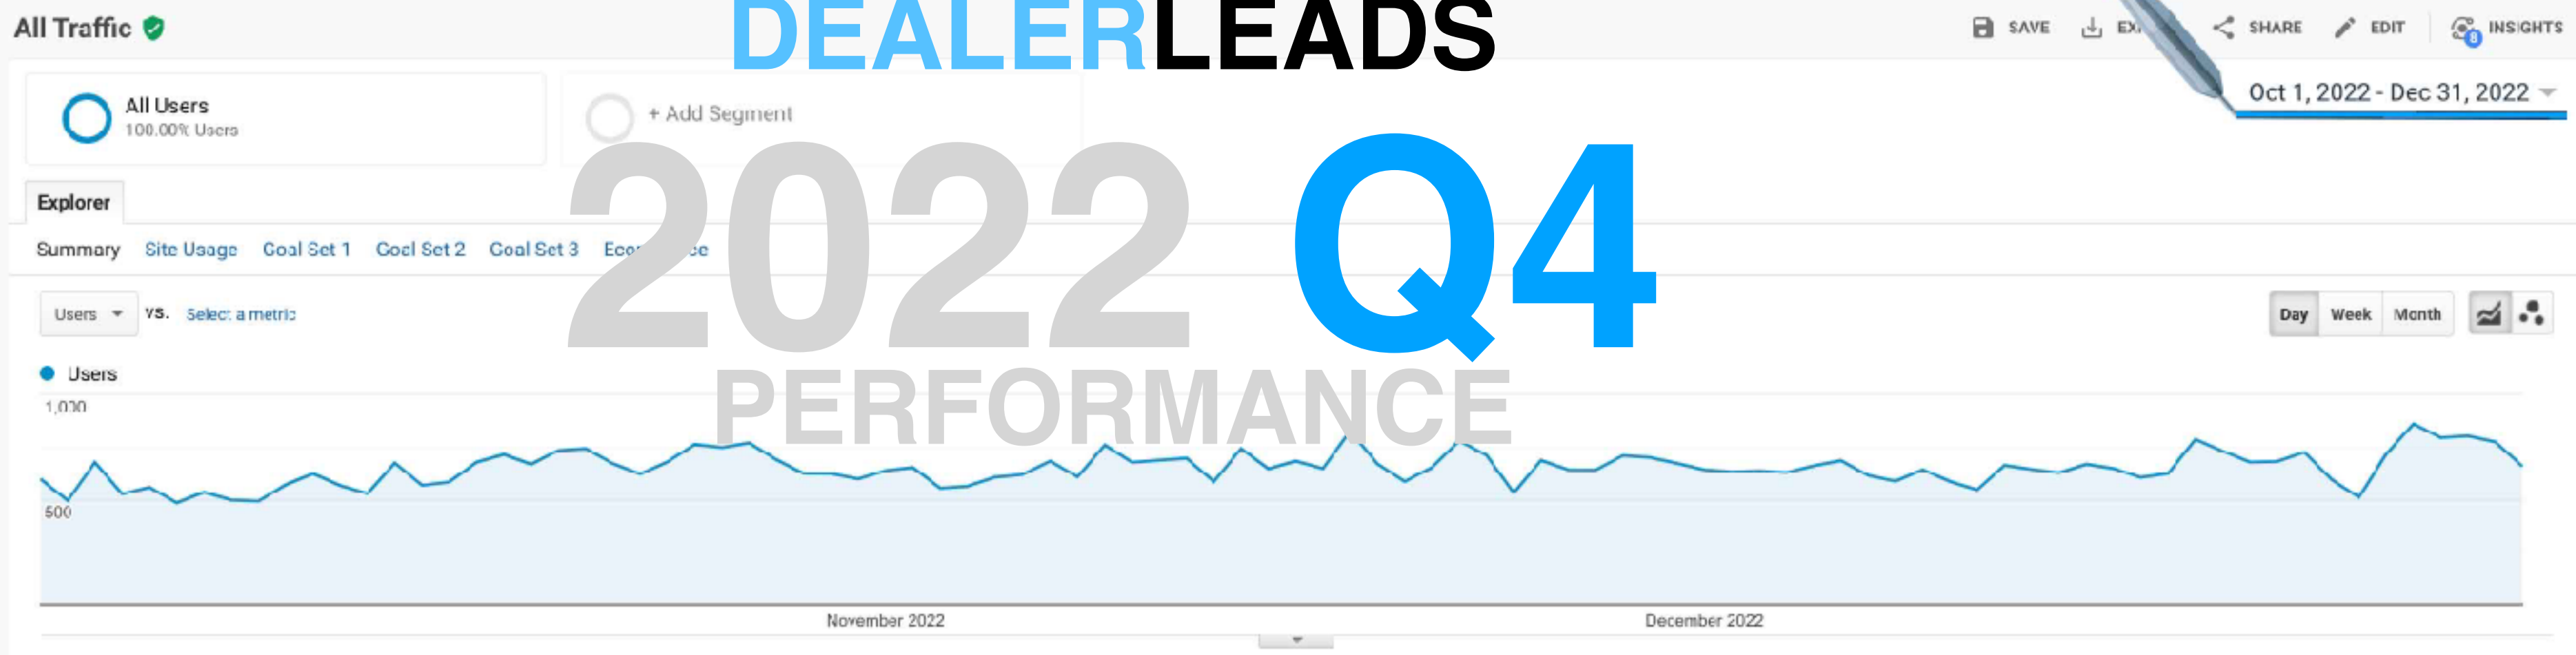 All Traffic
DEALERLEADS
SAVE
SHARE
EDIT
INSIGHTS
8
All Users
100.00% Users
+ Add Segment
Oct 1, 2022 - Dec 31, 2022
2022 Q4
Explorer
Summary Site Usage Goal Set 1 Goal Set 2 Goal Set 3
Users VS. Select a metric
Day Week Month
Users
PERFORMANCE
1,000
500
November 2022
December 2022